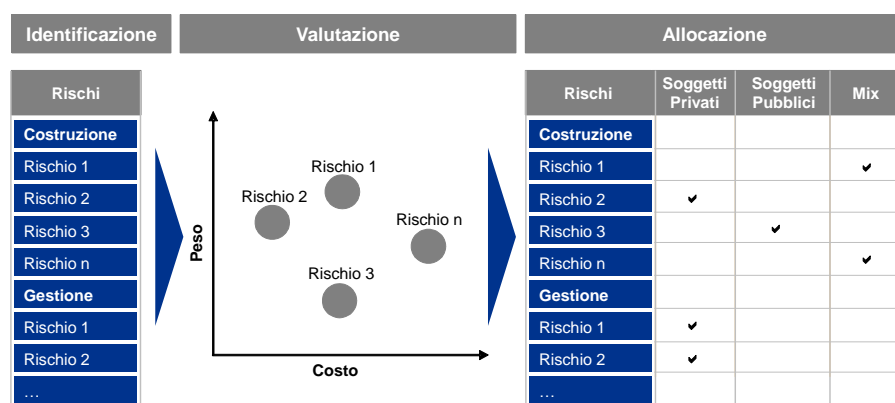 Identificazione
Valutazione
Allocazione
Rischi
Costruzione
Rischio 1
Rischio 2
Rischio 3
Rischio n
Gestione
Rischio 1
Rischio 2
…
Peso
Rischio 1
Rischio 2
Rischio n
Rischio 3
Costo
Rischi
Soggetti
Privati
Soggetti
Pubblici
Mix
Costruzione
Rischio 1
Rischio 2
Rischio 3
Rischio n
Gestione
Rischio 1
Rischio 2
…